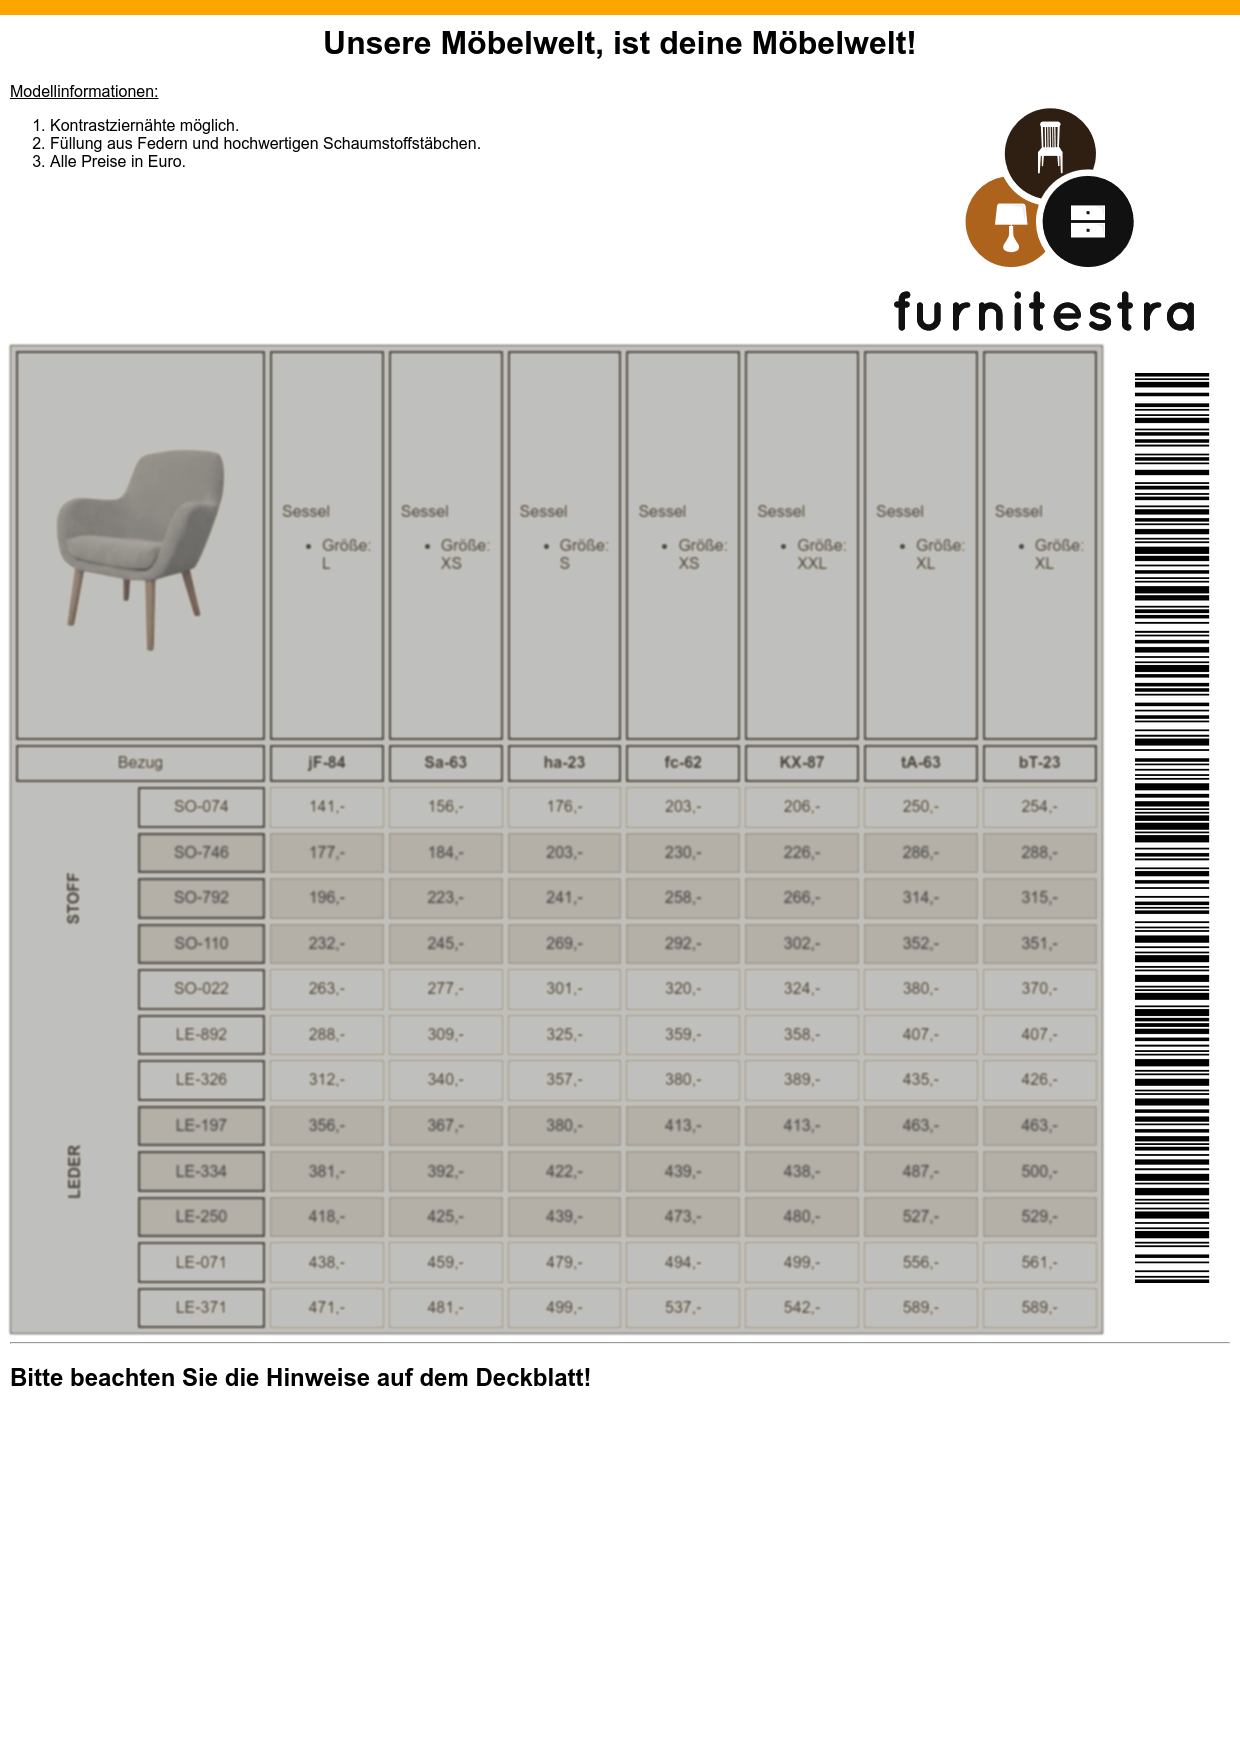 Unsere Möbelwelt, ist deine Möbelwelt!
Modellinformationen:
1. Kontrastziernähte möglich.
2. Füllung aus Federn und hochwertigen Schaumstoffstäbchen.
3. Alle Preise in Euro.
furnitestra
Sessel Sessel Sessel Sessel Sessel Sessel Sessel
• Größe: • Größe: • Größe: • Größe: • Größe: • Größe: • Größe:
L XS S XS XXL XL XL
Bezug jF-84 Sa-63 ha-23 fc-62 KX-87 tA-63 bT-23
STOFF
SO-074 141,- 156,- 176,- 203,- 206,- 250,- 254,-
SO-746 177,- 184,- 203,- 230,- 226,- 286,- 288,-
SO-792 196,- 223,- 241,- 258,- 266,- 314,- 315,-
SO-110 232,- 245,- 269,- 292,- 302,- 352,- 351,-
SO-022 263,- 277,- 301,- 320,- 324,- 380,- 370,-
LEDER
LE-892 288,- 309,- 325,- 359,- 358,- 407,- 407,-
LE-326 312,- 340,- 357,- 380,- 389,- 435,- 426,-
LE-197 356,- 367,- 380,- 413,- 413,- 463,- 463,-
LE-334 381,- 392,- 422,- 439,- 438,- 487,- 500,-
LE-250 418,- 425,- 439,- 473,- 480,- 527,- 529,-
LE-071 438,- 459,- 479,- 494,- 499,- 556,- 561,-
LE-371 471,- 481,- 499,- 537,- 542,- 589,- 589,-
Bitte beachten Sie die Hinweise auf dem Deckblatt!